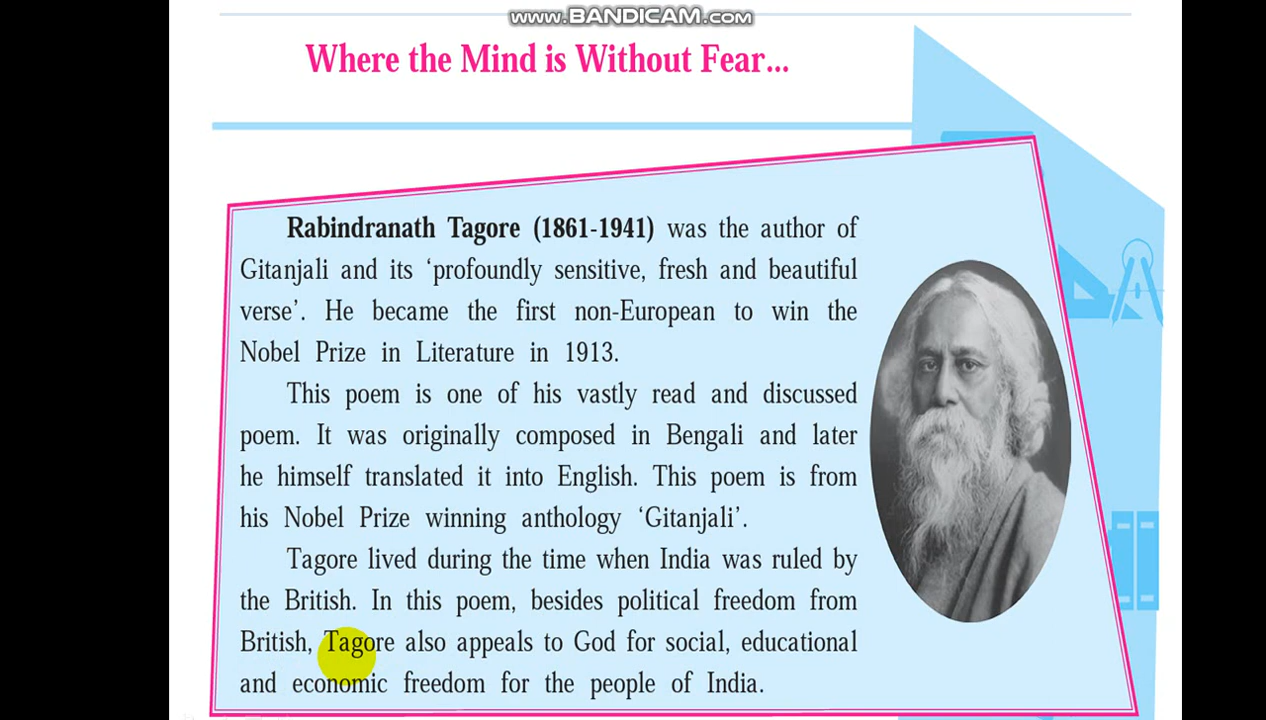 www.BANDICAM.com
Where the Mind is Without Fear...
Rabindranath Tagore (1861-1941) was the author of
Gitanjali and its ‘profoundly sensitive, fresh and beautiful
verse’. He became the first non-European to win the
Nobel Prize in Literature in 1913.
This poem is one of his vastly read and discussed
poem. It was originally composed in Bengali and later
he himself translated it into English. This poem is from
his Nobel Prize winning anthology ‘Gitanjali’.
Tagore lived during the time when India was ruled by
the British. In this poem, besides political freedom from
British, Tagore also appeals to God for social, educational
and economic freedom for the people of India.